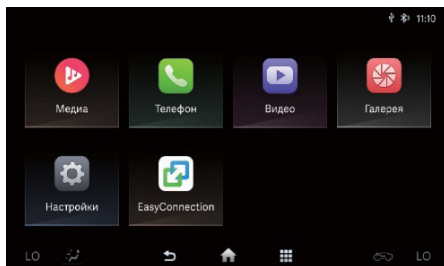 11:10
Медиа
Телефон
Видео
Галерея
Настройки
EasyConnection
LO
LO